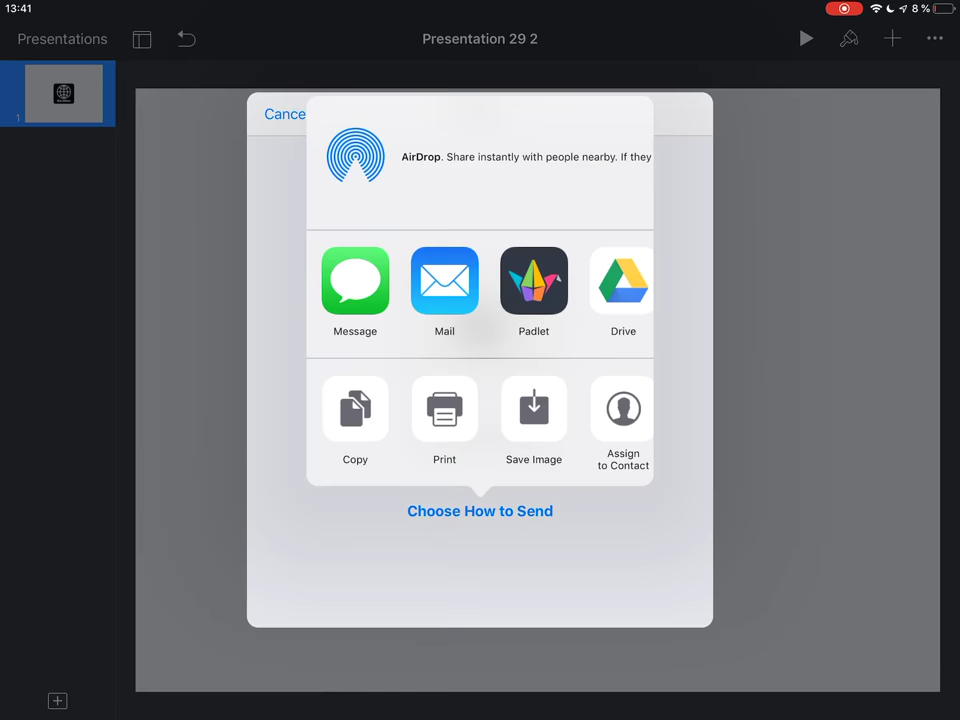 13:41
8 %
Presentations
Presentation 29 2
1
Cance
AirDrop. Share instantly with people nearby. If they
Message
Mail
Padlet
Drive
Copy
Print
Save Image
Assign
to Contact
Choose How to Send